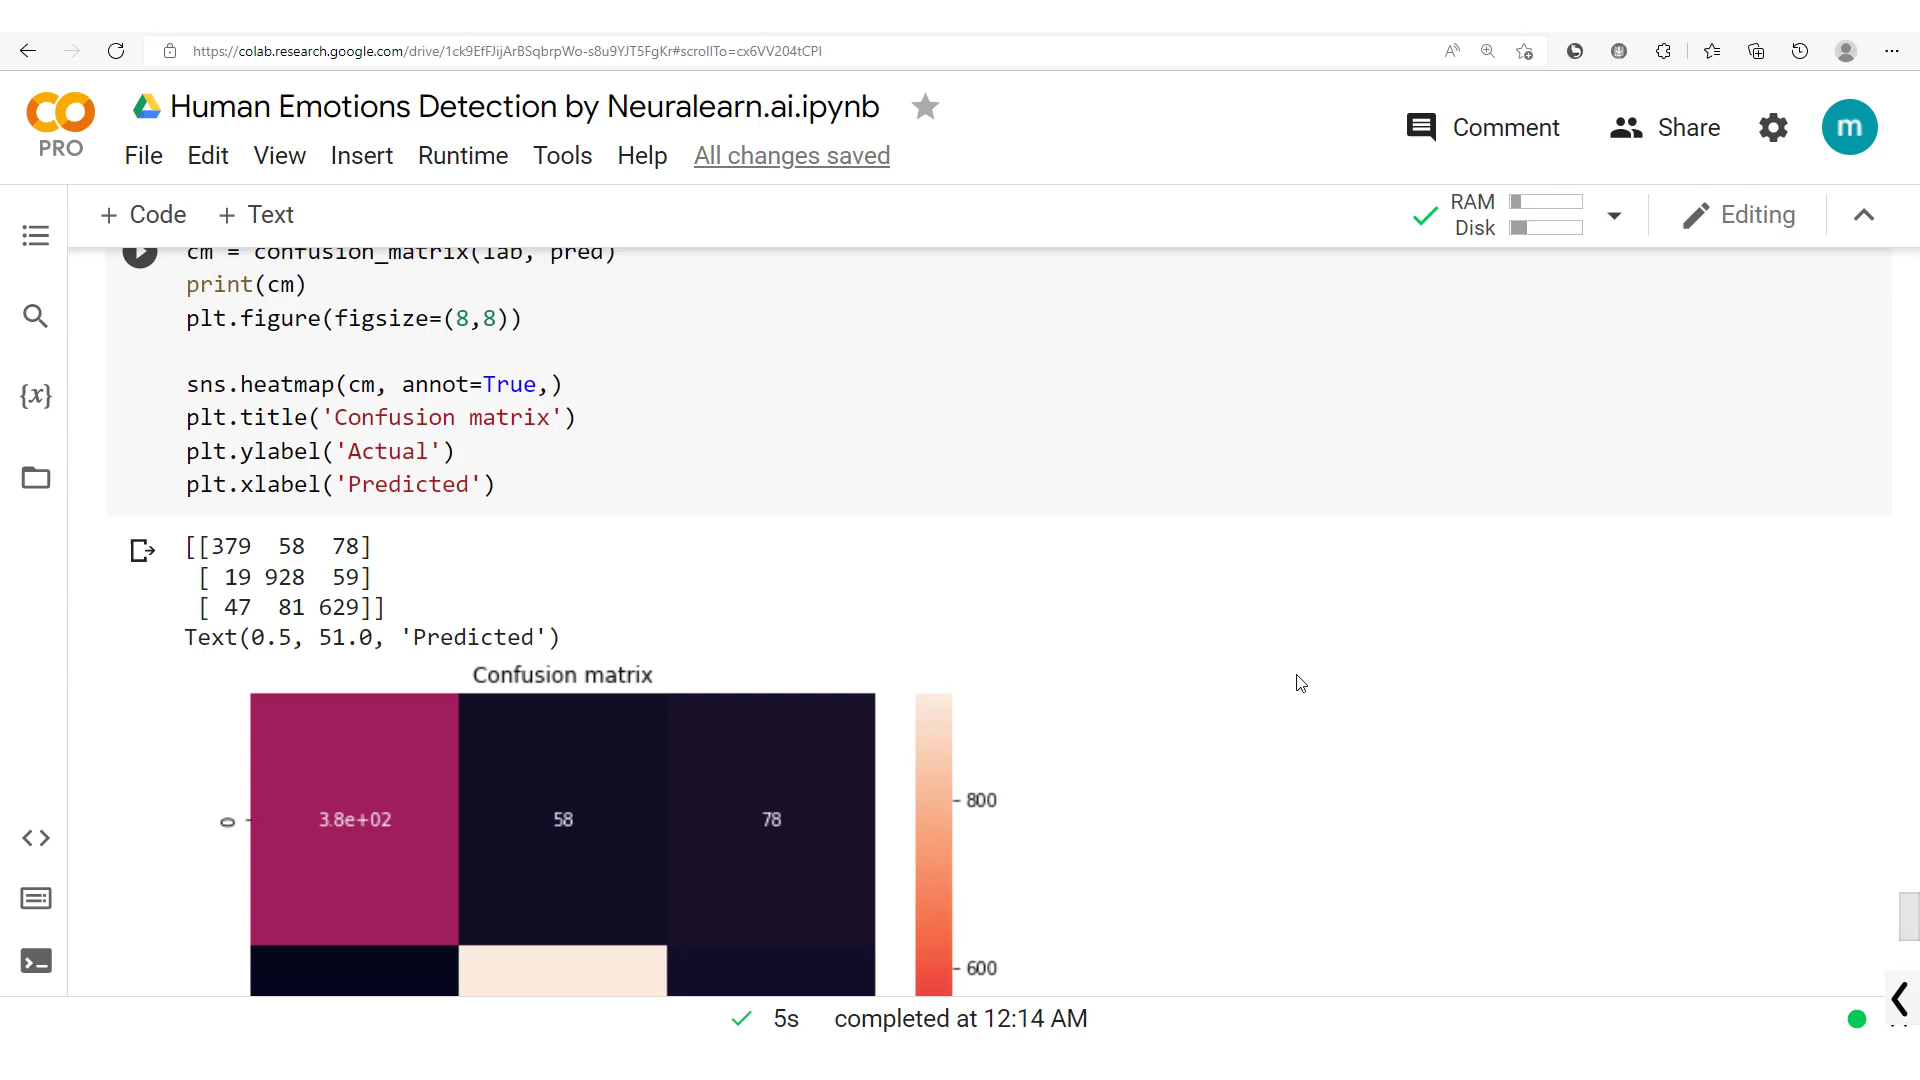 https://colab.research.google.com/drive/1ck9EfFJijArBSqbrpWo-s8u9YJT5FgKr#scrollTo=cx6VV204tCPI
PRO
Human Emotions Detection by Neuralearn.ai.ipynb
File Edit View Insert Runtime Tools Help All changes saved
Comment
Share
m
+ Code + Text
RAM
Disk
Editing
cm = confusion_matrix(lab, pred)
print(cm)
plt.figure(figsize=(8,8))
sns.heatmap(cm, annot=True,)
plt.title('Confusion matrix')
plt.ylabel('Actual')
plt.xlabel('Predicted')
[[379 58 78]
[ 19 928 59]
[ 47 81 629]]
Text(0.5, 51.0, 'Predicted')
Confusion matrix
0
3.8e+02 58 78
800
600
{x}
5s completed at 12:14 AM